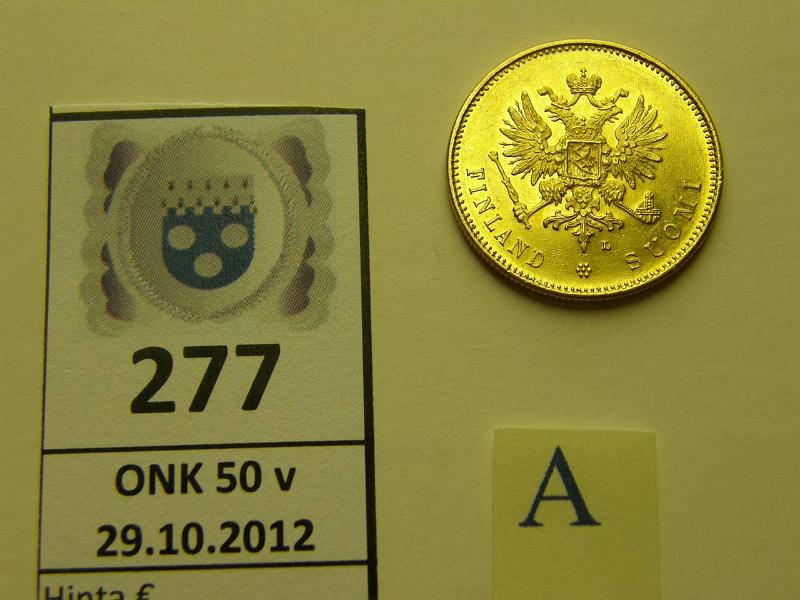 277
ONK 50 v
29.10.2012
Hinta €
FINLAND
L
SUOMI
A